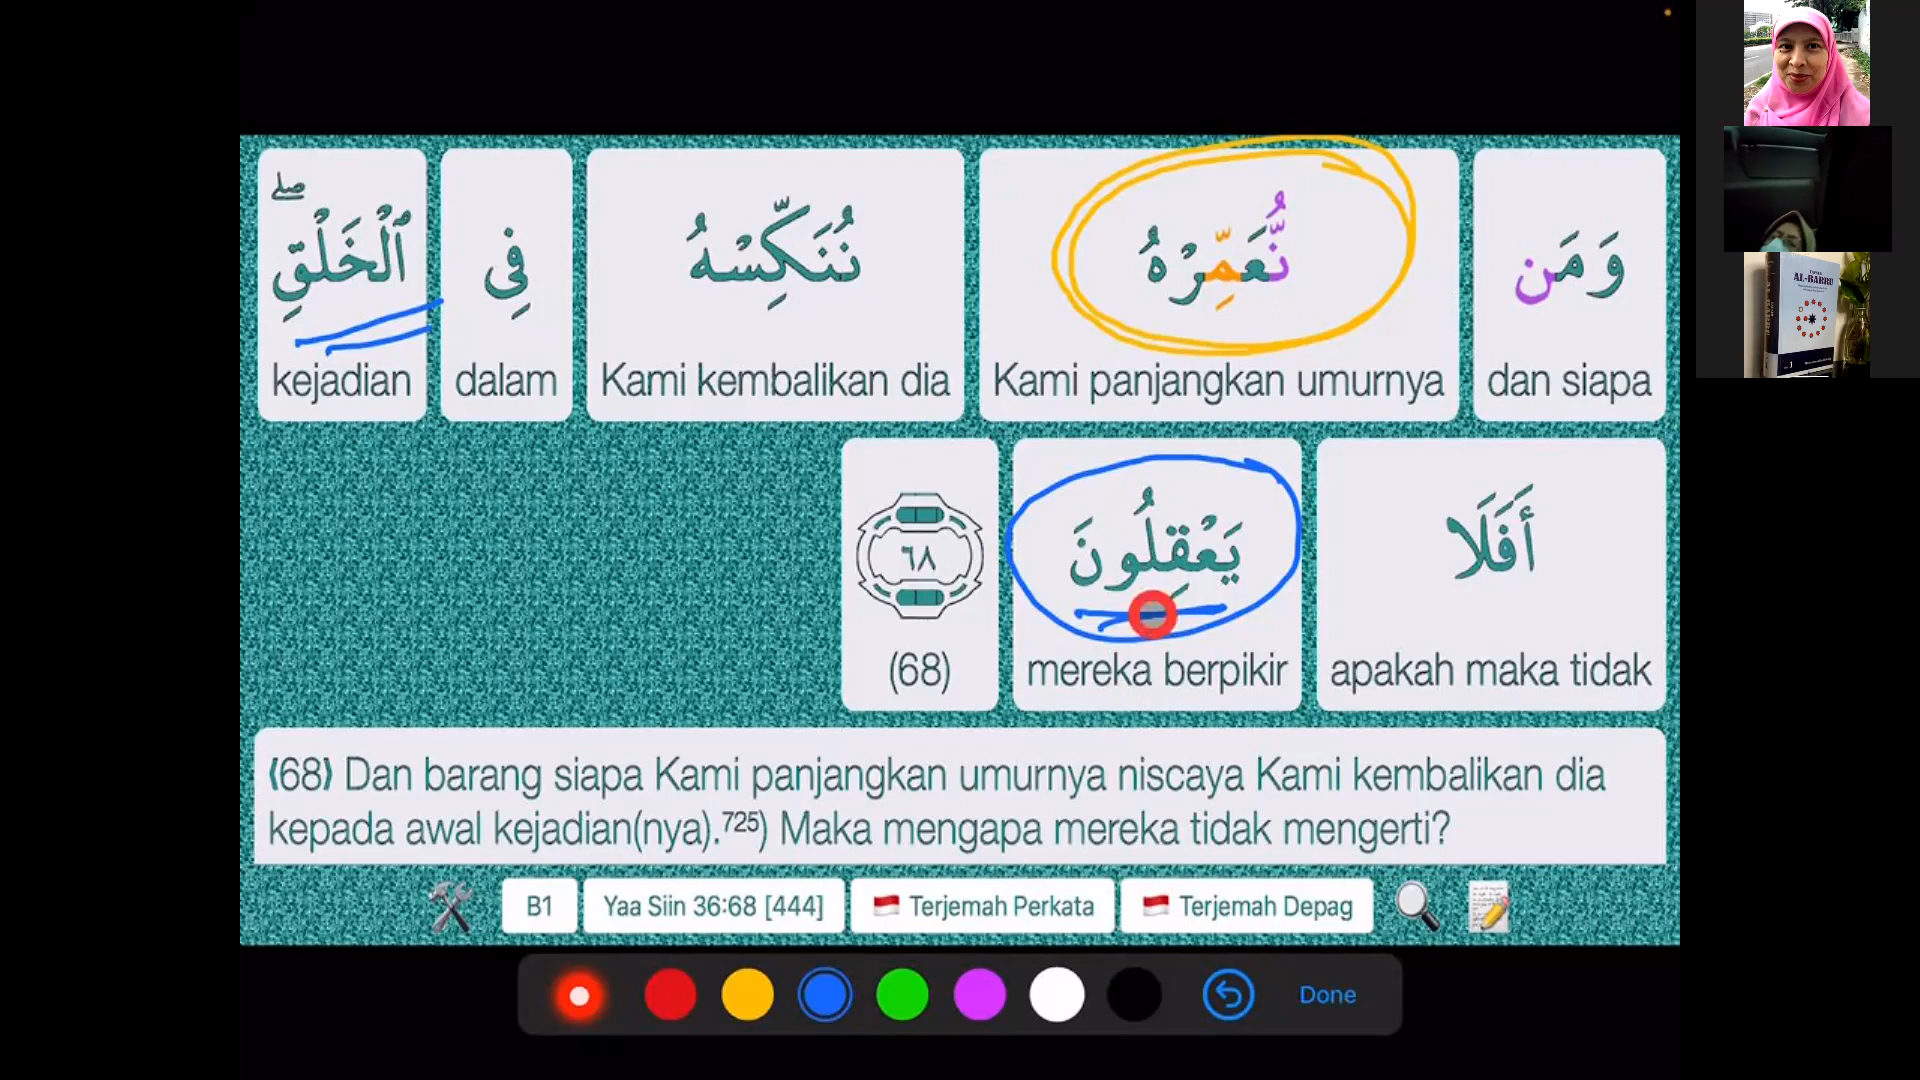 وَمَن نُّعَمِّرْهُ نُنَكِّسْهُ فِى ٱلْخَلْقِ ۖ
dan siapa Kami panjangkan umurnya Kami kembalikan dia dalam kejadian
أَفَلَا يَعْقِلُونَ ٦٨
apakah maka tidak mereka berpikir (68)
(68) Dan barang siapa Kami panjangkan umurnya niscaya Kami kembalikan dia
kepada awal kejadian(nya).⁷²⁵) Maka mengapa mereka tidak mengerti?
B1 Yaa Siin 36:68 [444] Terjemah Perkata Terjemah Depag
Done
AL-BARRU